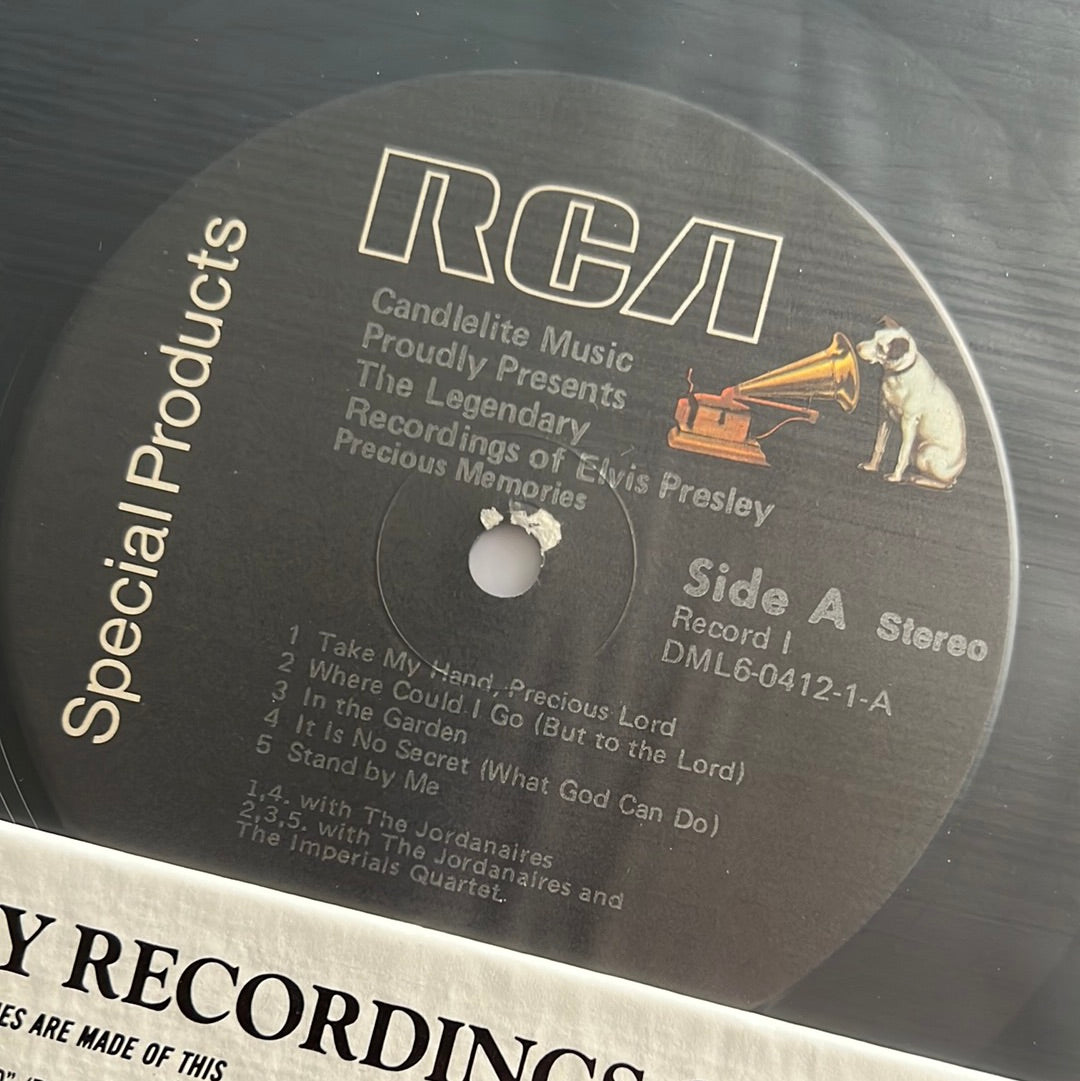 RCA
Special Products
Candlelite Music
Proudly Presents
The Legendary
Recordings of Elvis Presley
Precious Memories
Side A Stereo
Record 1
DML6-0412-1-A
1 Take My Hand, Precious Lord
2 Where Could I Go (But to the Lord)
3 In the Garden
4 It Is No Secret (What God Can Do)
5 Stand by Me
1,4. with The Jordanaires
2,3,5. with The Jordanaires and
The Imperials Quartet.
Y RECORDINGS
ES ARE MADE OF THIS